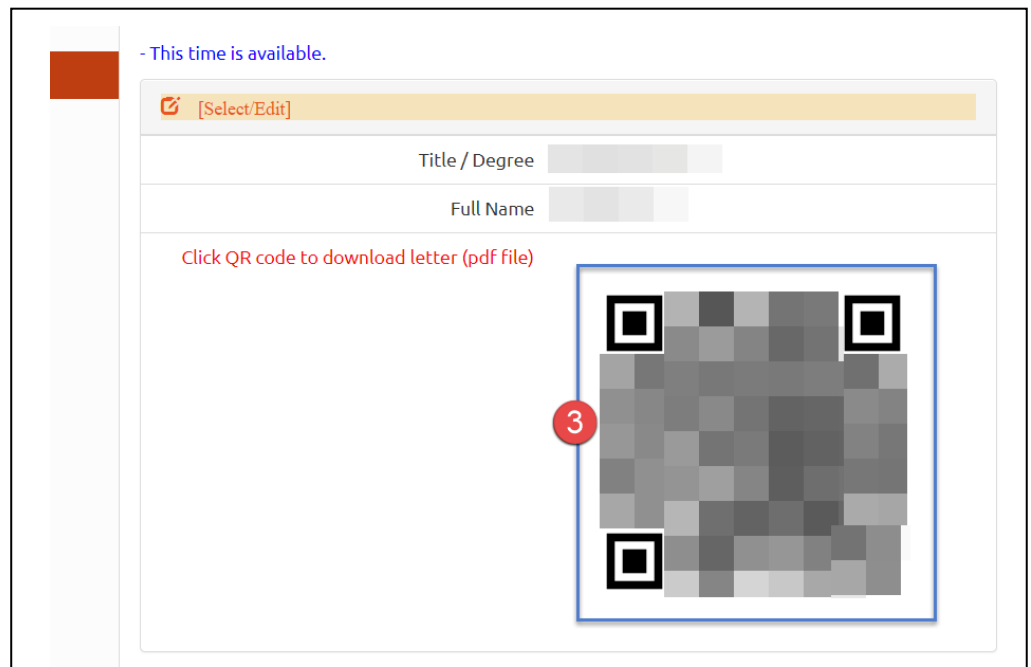 - This time is available.
[Select/Edit]
Title / Degree
Full Name
Click QR code to download letter (pdf file)
3